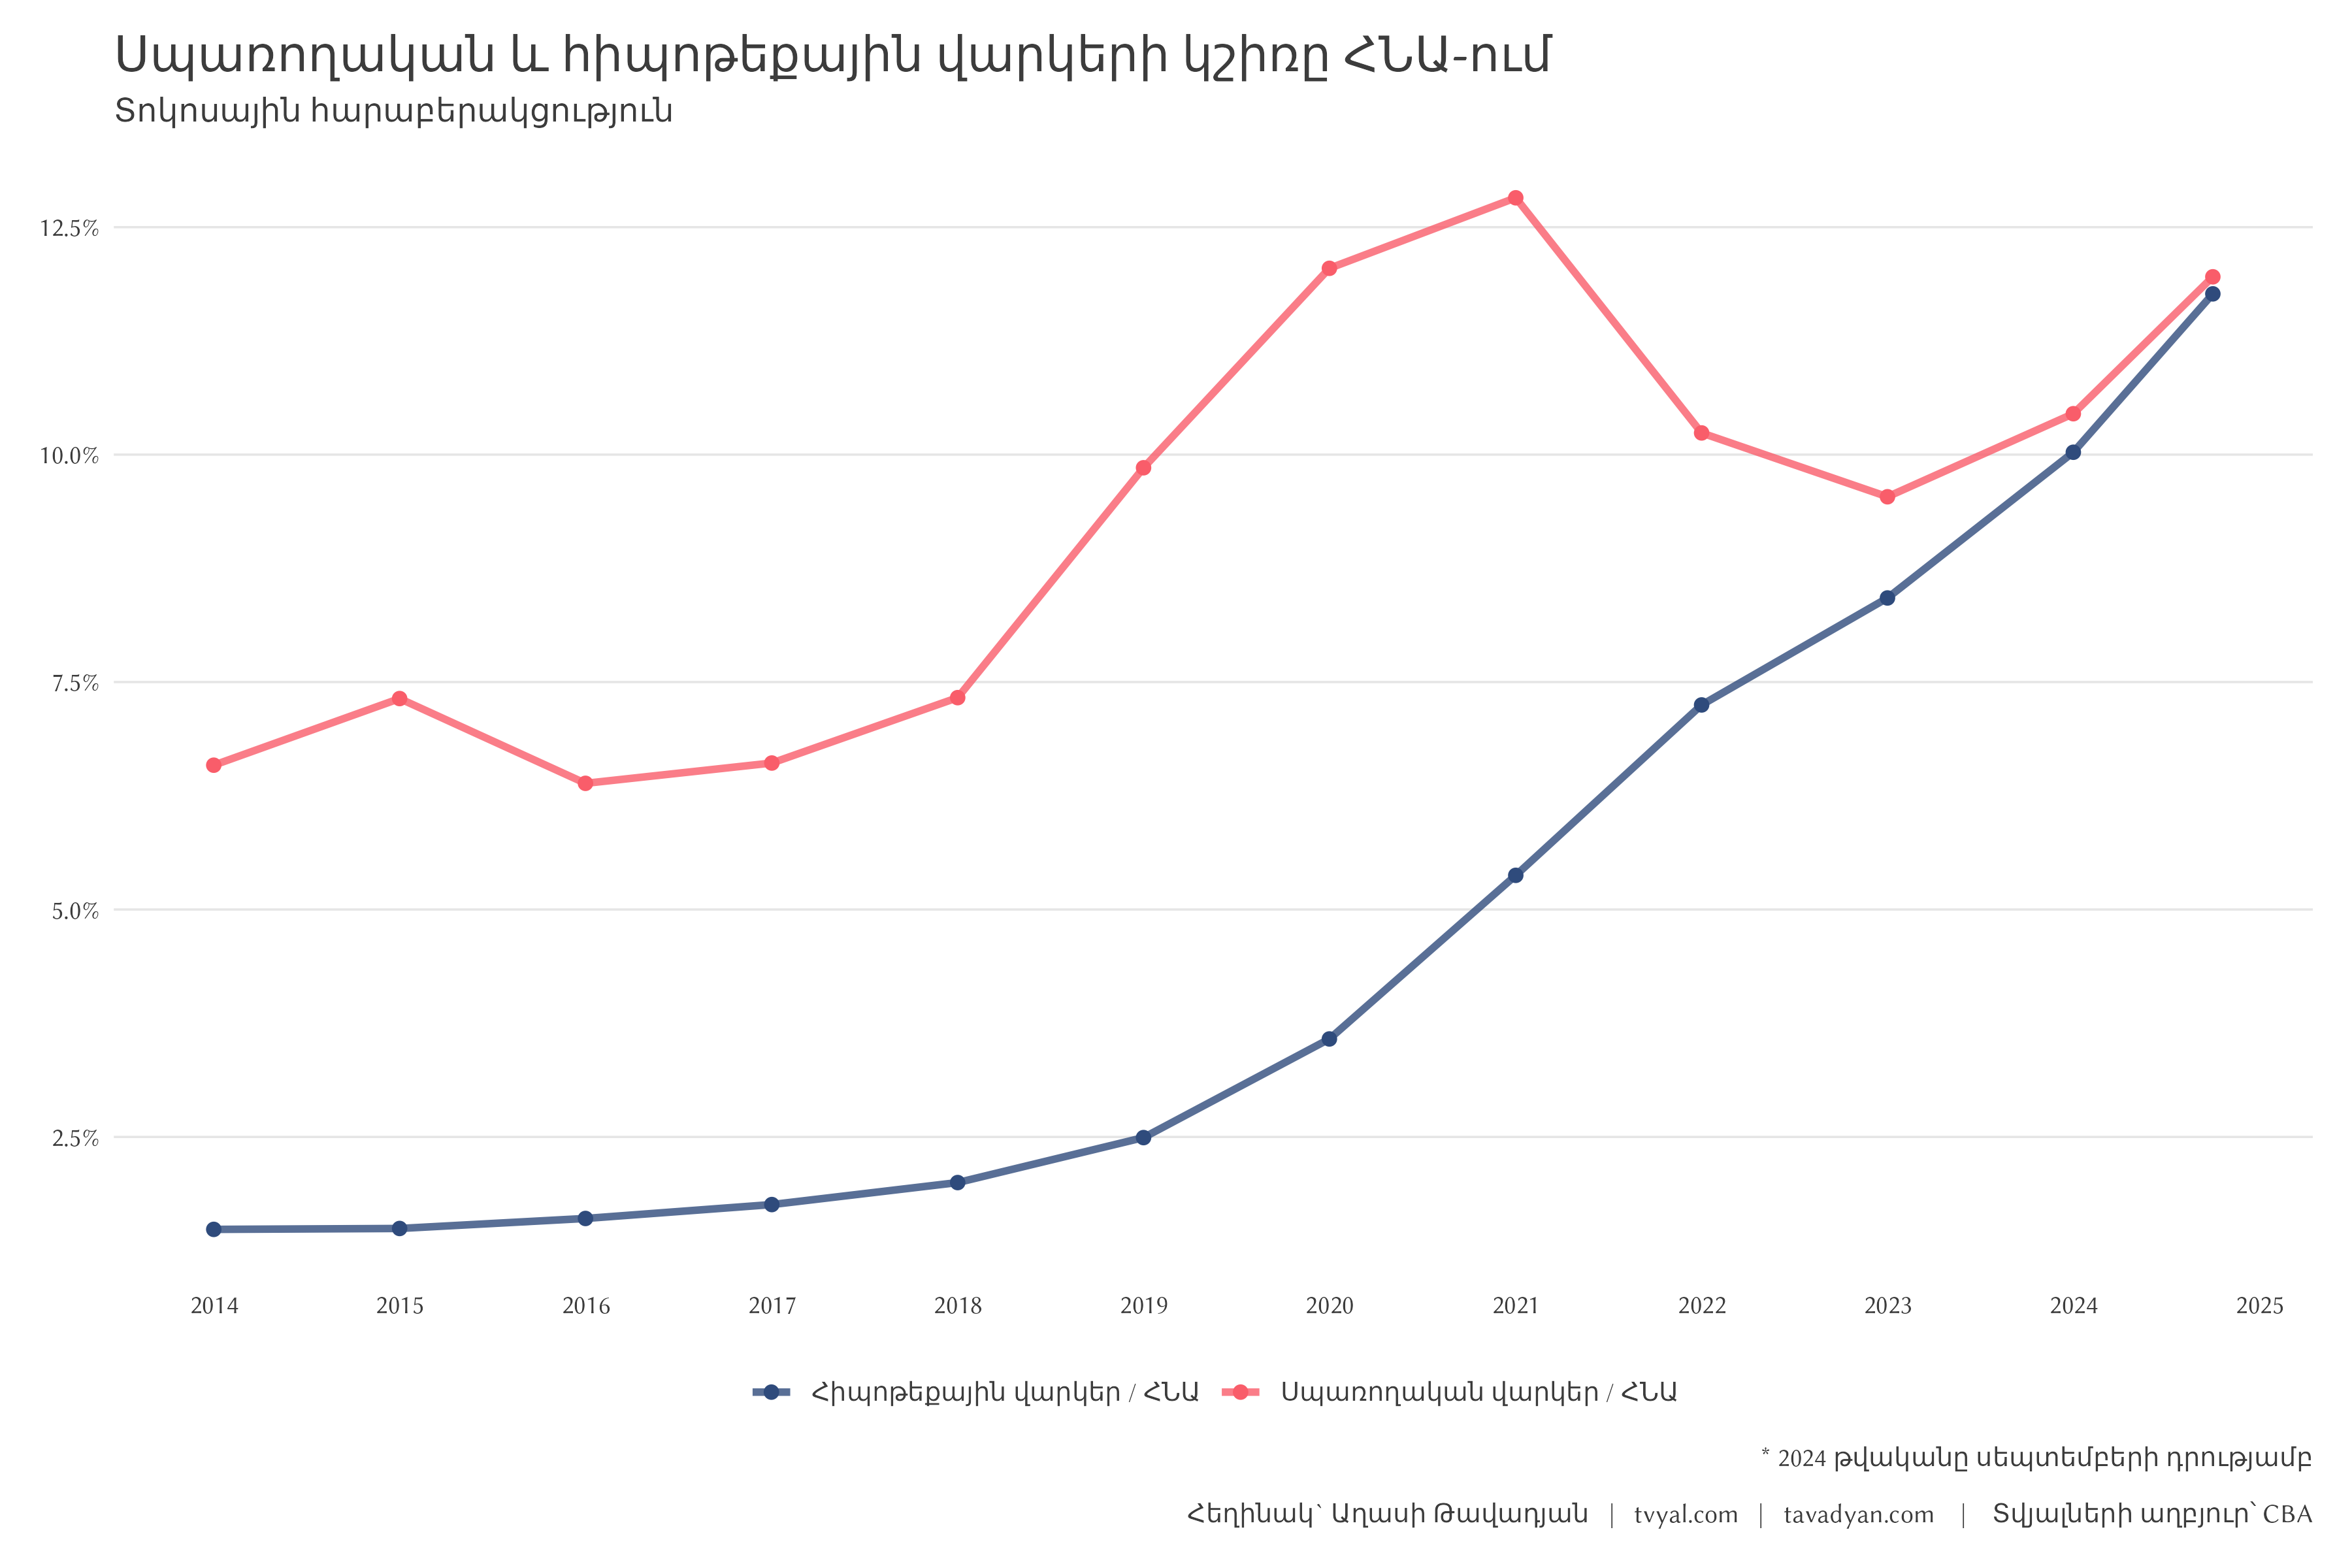 Սպառողական և հիպոթեքային վարկերի կշիռը ՀՆԱ-ում
Տոկոսային հարաբերակցություն
12.5%
10.0%
7.5%
5.0%
2.5%
2014 2015 2016 2017 2018 2019 2020 2021 2022 2023 2024 2025
Հիպոթեքային վարկեր / ՀՆԱ Սպառողական վարկեր / ՀՆԱ
* 2024 թվականը սեպտեմբերի դրությամբ
Հեղինակ՝ Աղասի Թավադյան | tvyal.com | tavadyan.com | Տվյալների աղբյուր՝ CBA